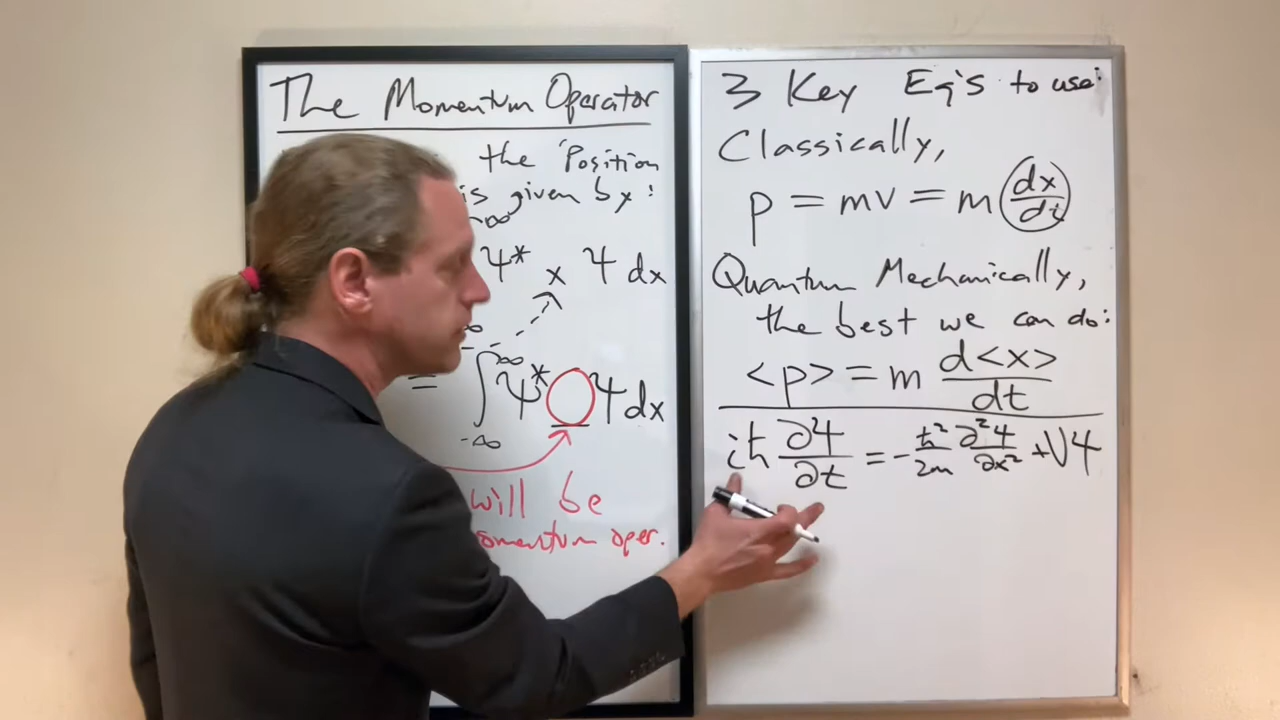 The Momentum Operator
the "Position
is given by:
∞
Ψ* x Ψ dx
= ∫ ∞ -∞ Ψ* Ψ dx
will be
omentum oper.
3 Key Eq's to use:
Classically,
p = mv = m dx/dt
Quantum Mechanically,
the best we can do:
<p> = m d<x>/dt
iħ ∂Ψ/∂t = - ħ²/2m ∂²Ψ/∂x² + VΨ